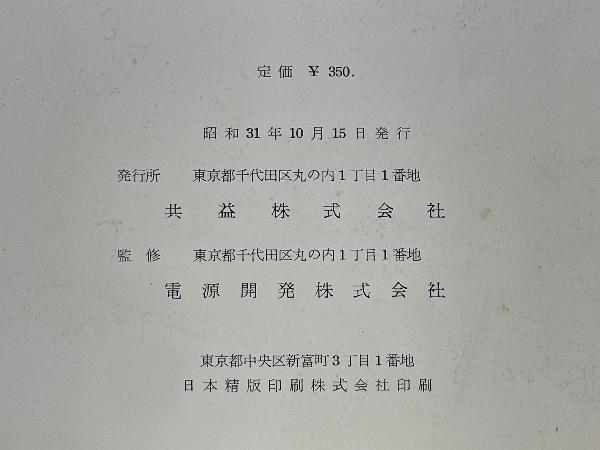 定価 ￥ 350.
昭和31年10月15日発行
発行所 東京都千代田区丸の内1丁目1番地
共益株式会社
監修 東京都千代田区丸の内1丁目1番地
電源開発株式会社
東京都中央区新富町3丁目1番地
日本精版印刷株式会社印刷